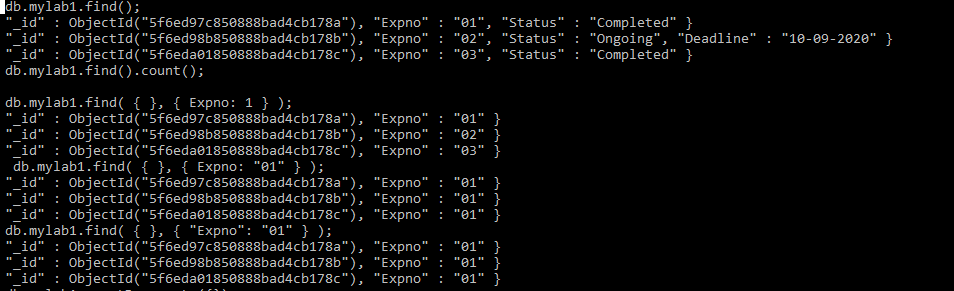 db.mylab1.find();
"_id" : ObjectId("5f6ed97c850888bad4cb178a"), "Expno" : "01", "Status" : "Completed" }
"_id" : ObjectId("5f6ed98b850888bad4cb178b"), "Expno" : "02", "Status" : "Ongoing", "Deadline" : "10-09-2020" }
"_id" : ObjectId("5f6eda01850888bad4cb178c"), "Expno" : "03", "Status" : "Completed" }
db.mylab1.find().count();
db.mylab1.find( { }, { Expno: 1 } );
"_id" : ObjectId("5f6ed97c850888bad4cb178a"), "Expno" : "01" }
"_id" : ObjectId("5f6ed98b850888bad4cb178b"), "Expno" : "02" }
"_id" : ObjectId("5f6eda01850888bad4cb178c"), "Expno" : "03" }
db.mylab1.find( { }, { Expno: "01" } );
"_id" : ObjectId("5f6ed97c850888bad4cb178a"), "Expno" : "01" }
"_id" : ObjectId("5f6ed98b850888bad4cb178b"), "Expno" : "01" }
"_id" : ObjectId("5f6eda01850888bad4cb178c"), "Expno" : "01" }
db.mylab1.find( { }, { "Expno": "01" } );
"_id" : ObjectId("5f6ed97c850888bad4cb178a"), "Expno" : "01" }
"_id" : ObjectId("5f6ed98b850888bad4cb178b"), "Expno" : "01" }
"_id" : ObjectId("5f6eda01850888bad4cb178c"), "Expno" : "01" }